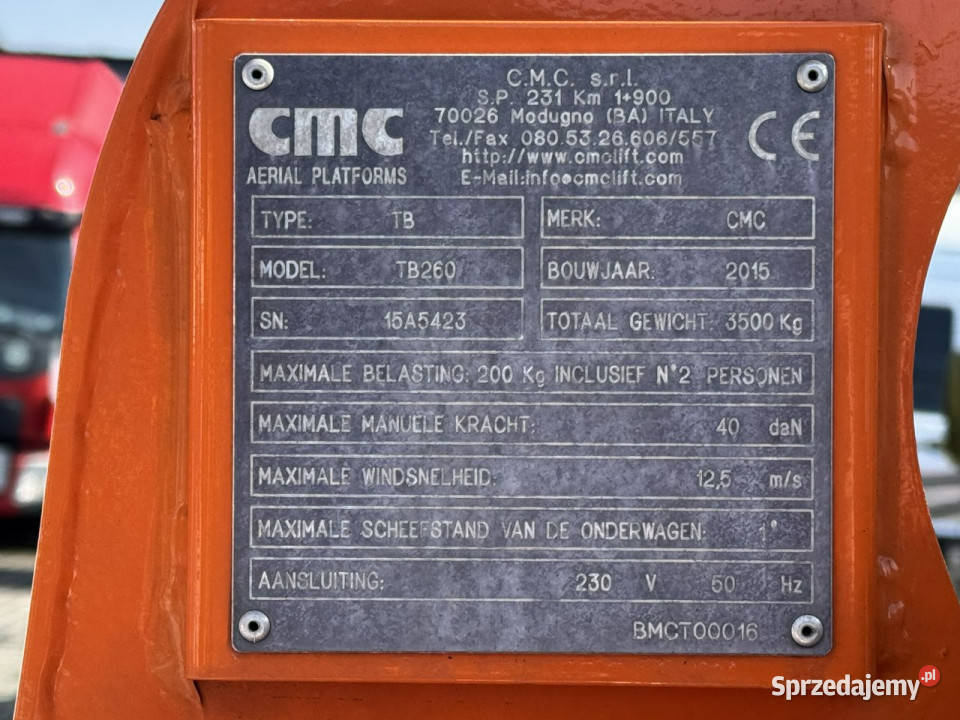 C.M.C. s.r.l.
S.P. 231 Km 1+900
70026 Modugno (BA) ITALY
Tel./Fax 080.53.26.606/557
http://www.cmclift.com
E-Mail:info@cmclift.com
CMC
AERIAL PLATFORMS
CE
TYPE: TB
MERK: CMC
MODEL: TB260
BOUWJAAR: 2015
SN: 15A5423
TOTAAL GEWICHT: 3500 Kg
MAXIMALE BELASTING: 200 Kg INCLUSIEF N°2 PERSONEN
MAXIMALE MANUELE KRACHT: 40 daN
MAXIMALE WINDSNELHEID: 12,5 m/s
MAXIMALE SCHEEFSTAND VAN DE ONDERWAGEN: 1°
AANSLUITING: 230 V 50 Hz
BMCT00016
Sprzedajemy.pl